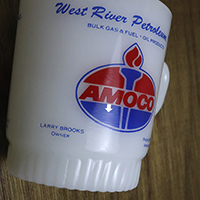 West River Petroleum
BULK GAS & FUEL • OIL PRODUCTS
AMOCO
LARRY BROOKS
OWNER